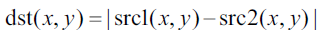 dst(x, y) = | src1(x, y) − src2(x, y) |